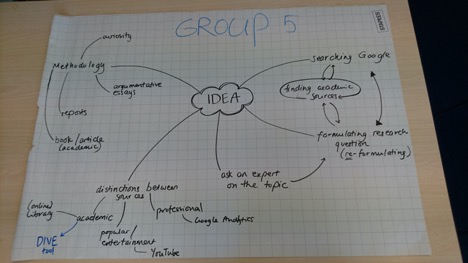 GROUP 5
curiosity
Methodology
argumentative
essays
reports
book/article
(academic)
IDEA
searching Google
finding academic
sources
formulating research
question
(re-formulating)
ask an expert
on the topic
distinctions between
sources
academic
(online)
library
DIVE
tool
popular/
entertainment
YouTube
professional
Google Analytics